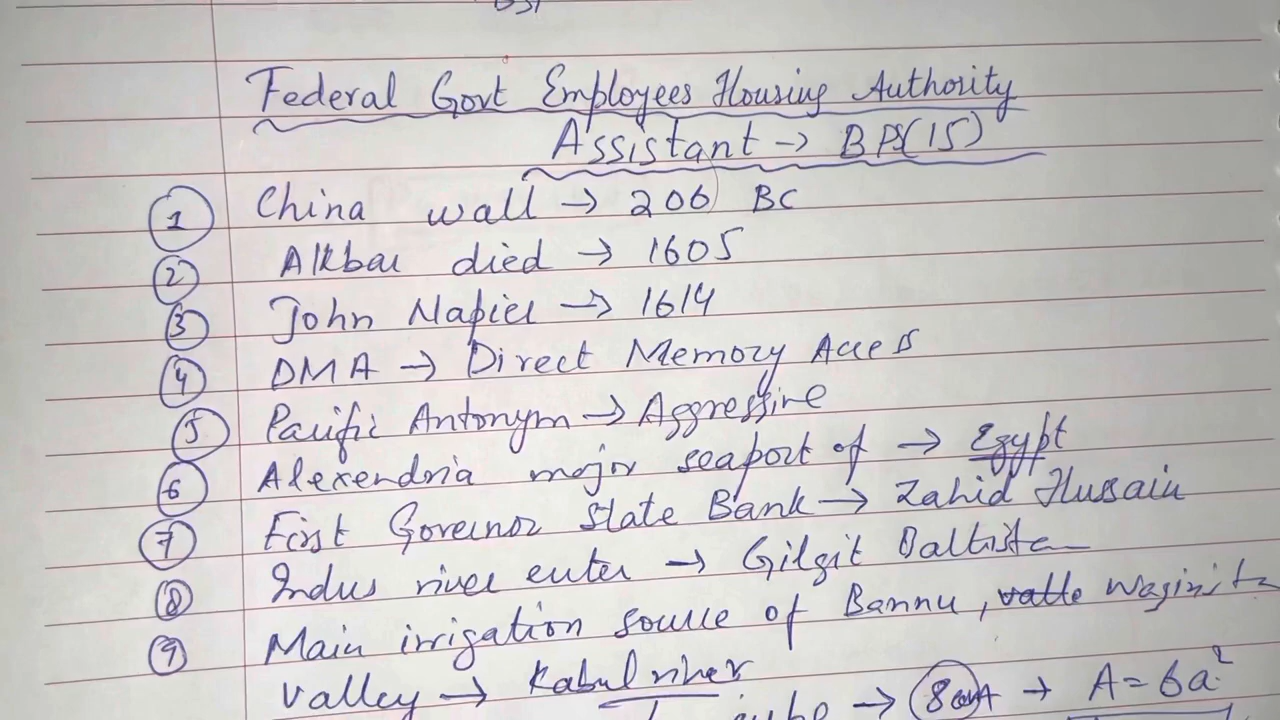 Federal Govt Employees Housing Authority
Assistant → BPS(15)
1 China wall → 206 BC
2 Akbar died → 1605
3 John Napier → 1614
4 DMA → Direct Memory Access
5 Pacific Antonym → Aggressive
6 Alexendria major seaport of → Egypt
7 First Governor State Bank → Zahid Hussain
8 Indus river enter → Gilgit Baltistan
9 Main irrigation source of Bannu,
valley → Kabul river
→ A = 6a²